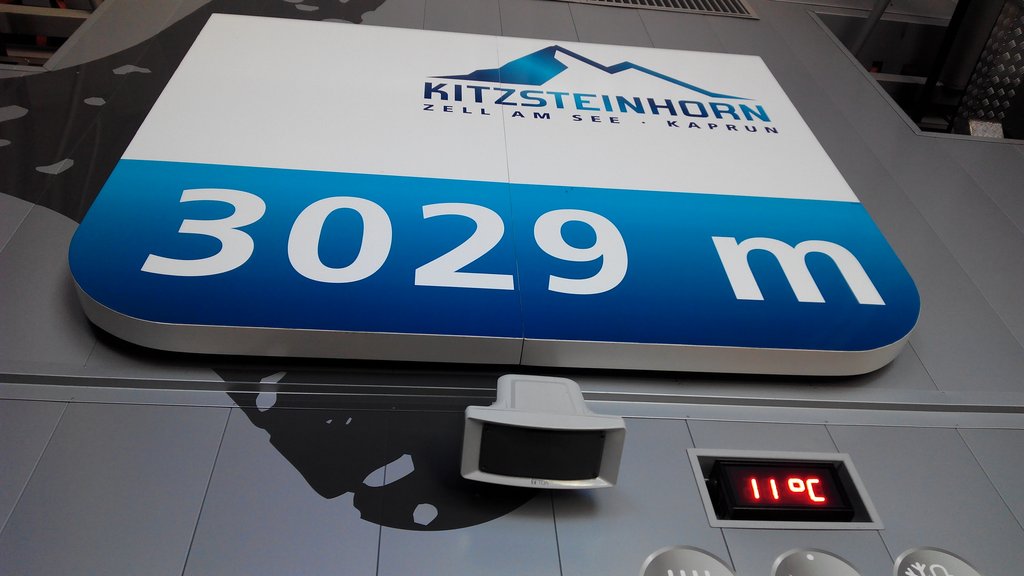 KITZSTEINHORN
ZELL AM SEE · KAPRUN
3029 m
11°C